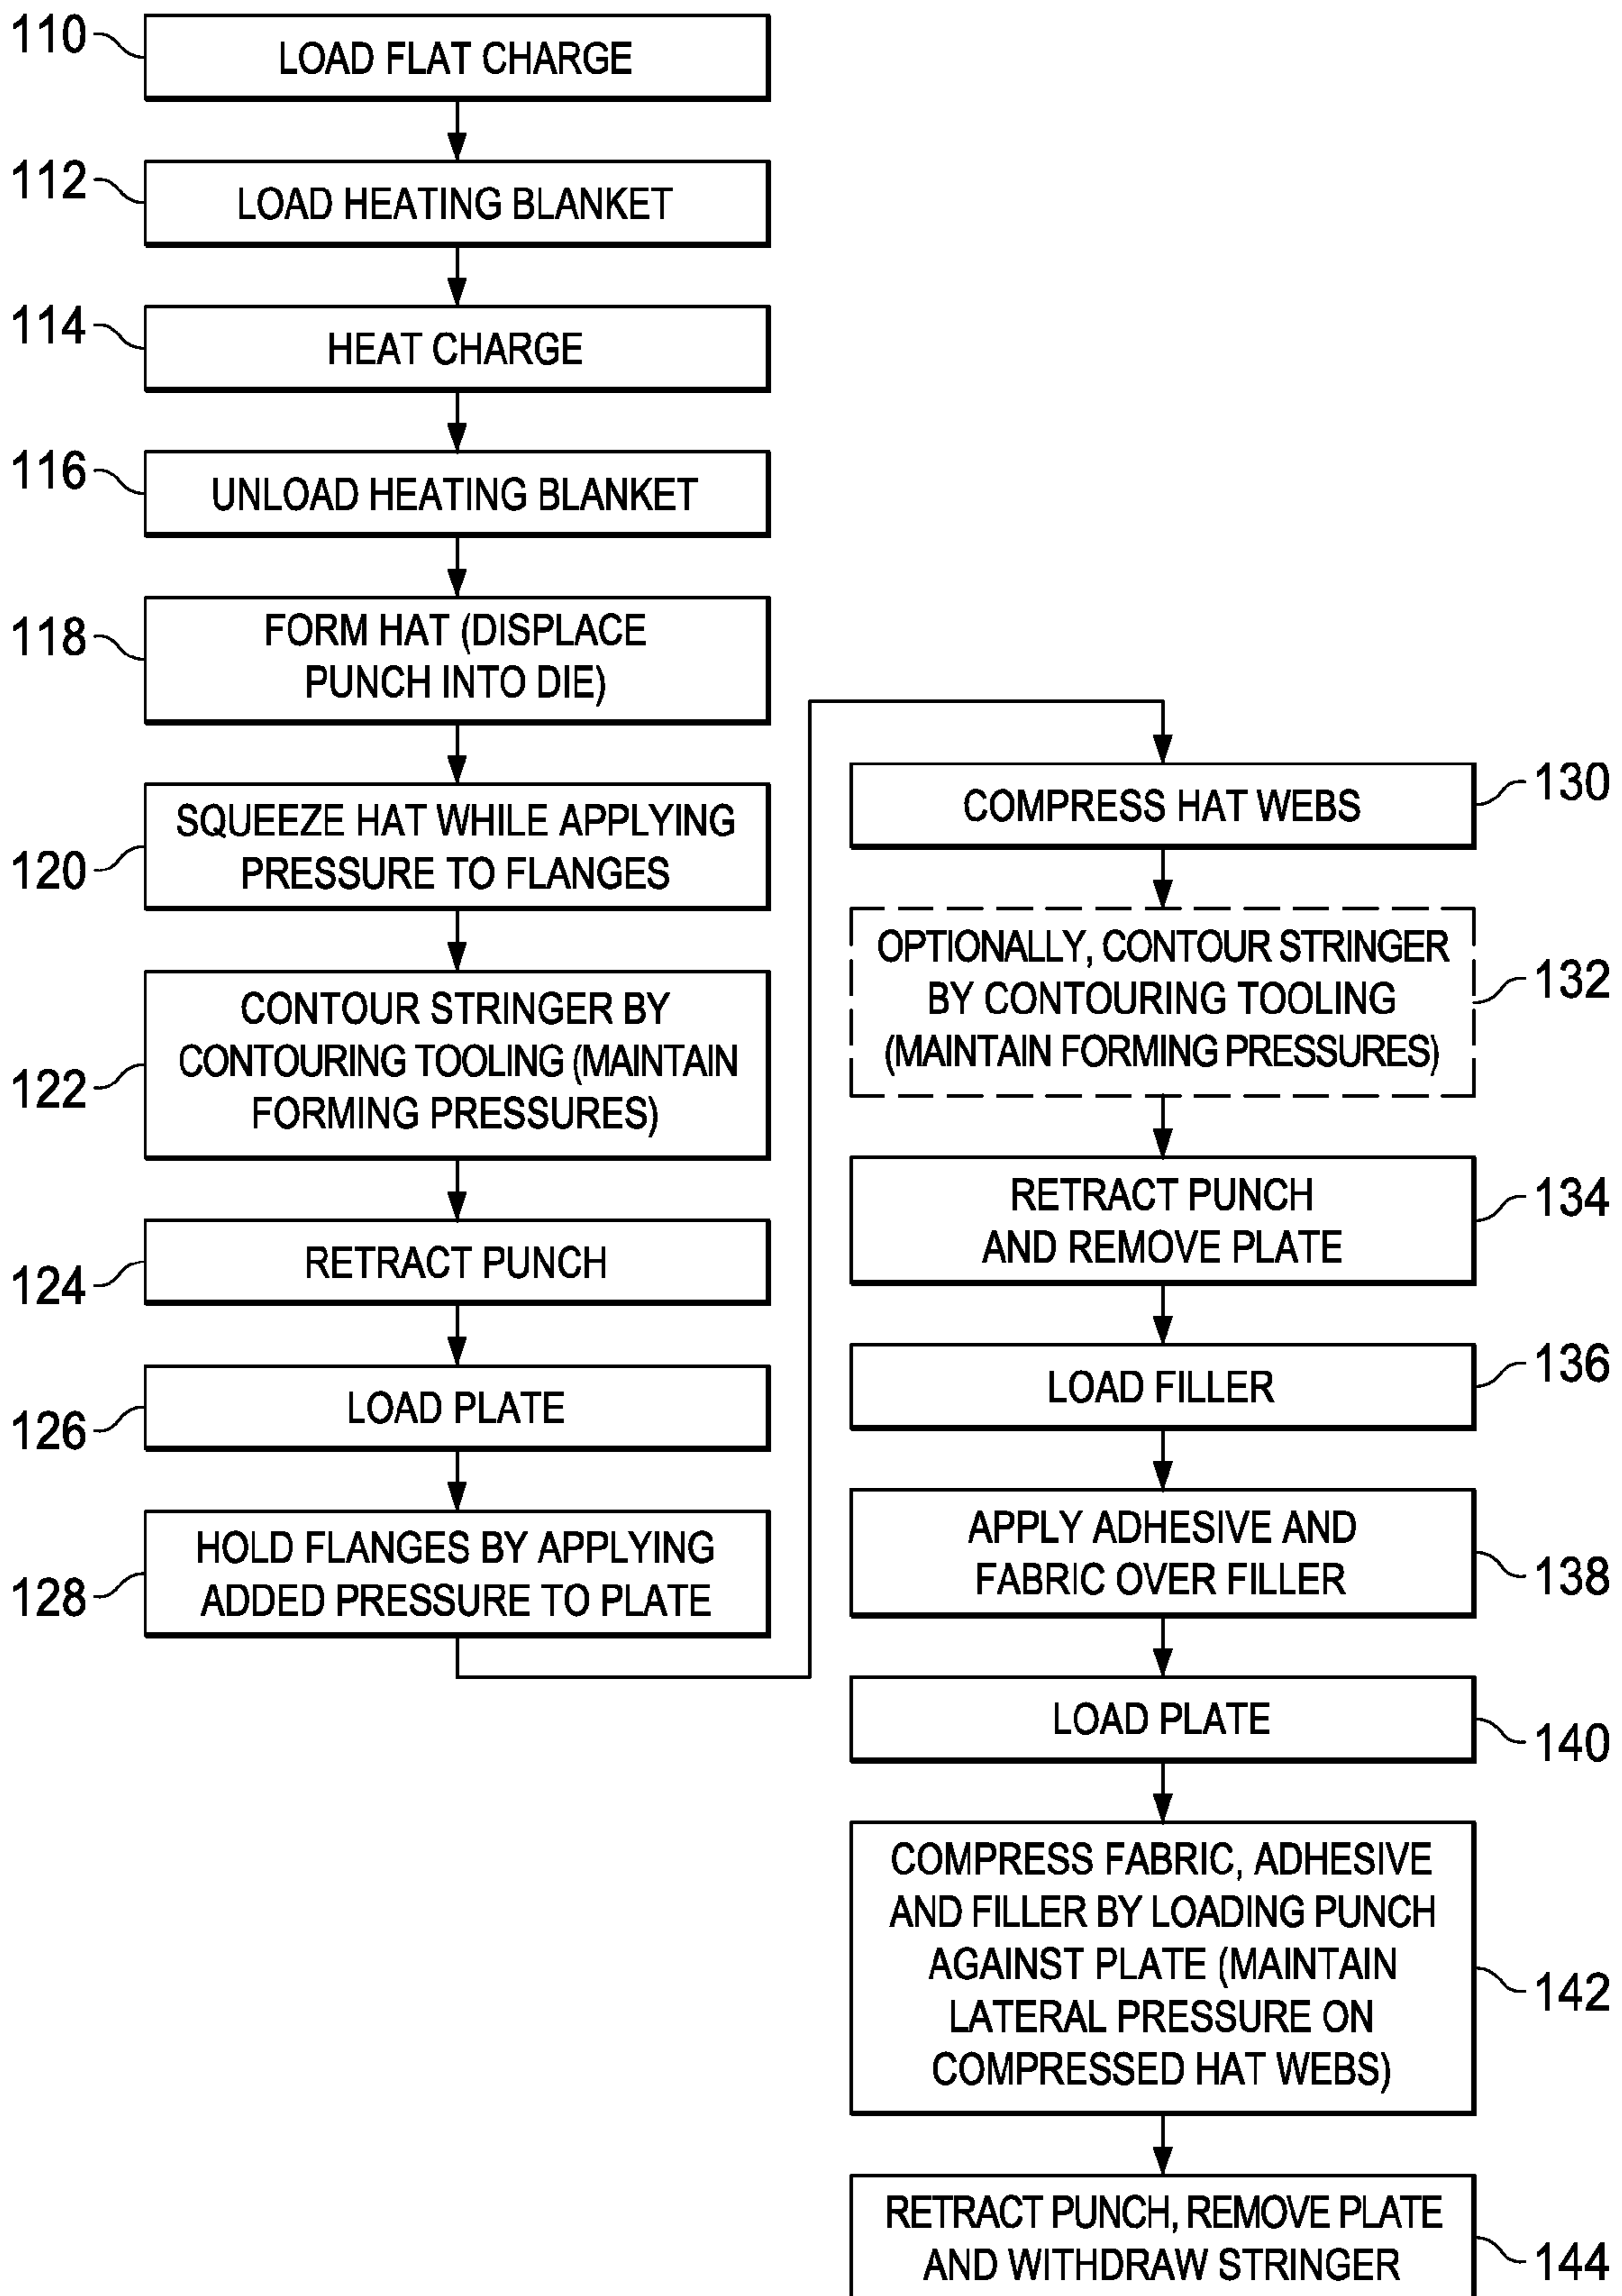 110
LOAD FLAT CHARGE
112
LOAD HEATING BLANKET
114
HEAT CHARGE
116
UNLOAD HEATING BLANKET
118
FORM HAT (DISPLACE
PUNCH INTO DIE)
120
SQUEEZE HAT WHILE APPLYING
PRESSURE TO FLANGES
122
CONTOUR STRINGER BY
CONTOURING TOOLING (MAINTAIN
FORMING PRESSURES)
124
RETRACT PUNCH
126
LOAD PLATE
128
HOLD FLANGES BY APPLYING
ADDED PRESSURE TO PLATE
130
COMPRESS HAT WEBS
132
OPTIONALLY, CONTOUR STRINGER
BY CONTOURING TOOLING
(MAINTAIN FORMING PRESSURES)
134
RETRACT PUNCH
AND REMOVE PLATE
136
LOAD FILLER
138
APPLY ADHESIVE AND
FABRIC OVER FILLER
140
LOAD PLATE
142
COMPRESS FABRIC, ADHESIVE
AND FILLER BY LOADING PUNCH
AGAINST PLATE (MAINTAIN
LATERAL PRESSURE ON
COMPRESSED HAT WEBS)
144
RETRACT PUNCH, REMOVE PLATE
AND WITHDRAW STRINGER